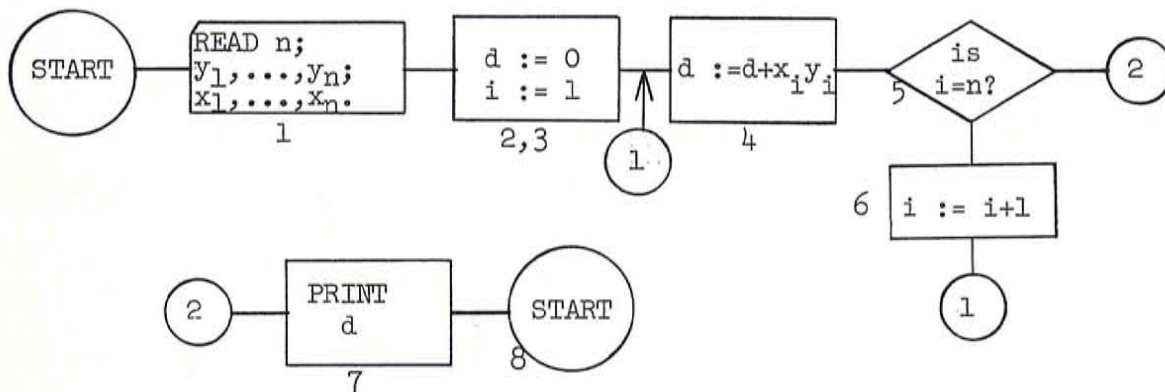 START
READ n;
y1,...,yn;
x1,...,xn.
1
d := 0
i := 1
2,3
1
d :=d+xiyi
4
is
i=n?
5
2
6
i := i+1
1
2
PRINT
d
7
START
8